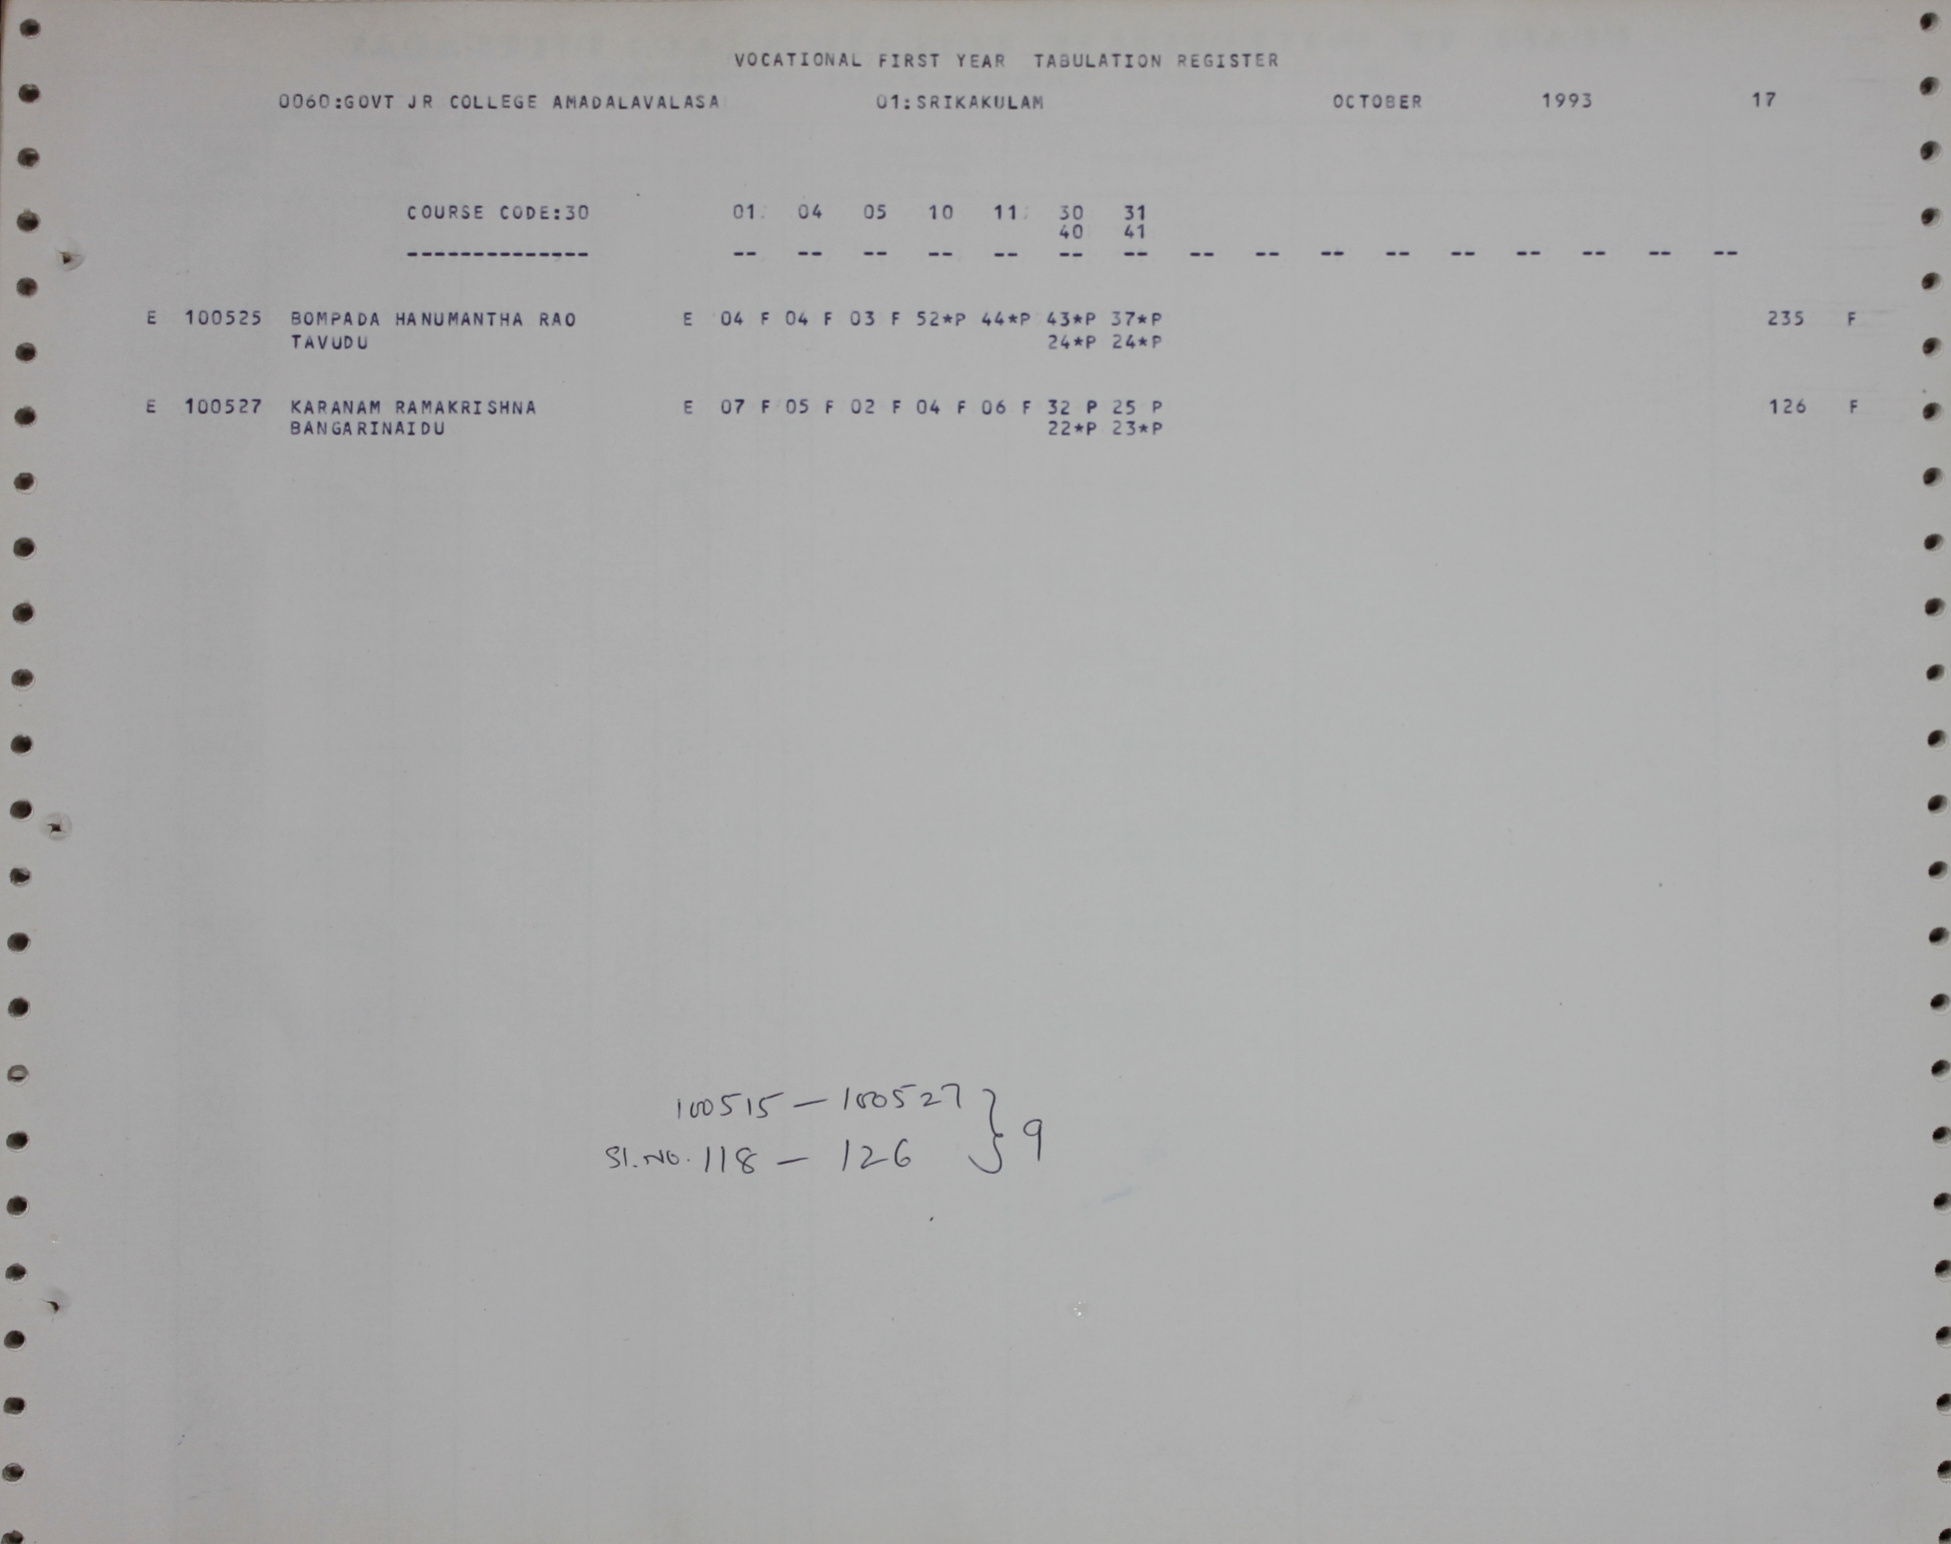 VOCATIONAL FIRST YEAR TABULATION REGISTER
0060:GOVT JR COLLEGE AMADALAVALASA 01:SRIKAKULAM OCTOBER 1993 17
COURSE CODE:30 01 04 05 10 11 30 31
40 41
-------------- -- -- -- -- -- -- -- -- -- -- -- -- -- -- -- --
E 100525 BOMPADA HANUMANTHA RAO E 04 F 04 F 03 F 52*P 44*P 43*P 37*P 235 F
TAVUDU 24*P 24*P
E 100527 KARANAM RAMAKRISHNA E 07 F 05 F 02 F 04 F 06 F 32 P 25 P 126 F
BANGARINAIDU 22*P 23*P
100515 — 100527 } 9
Sl.No. 118 — 126